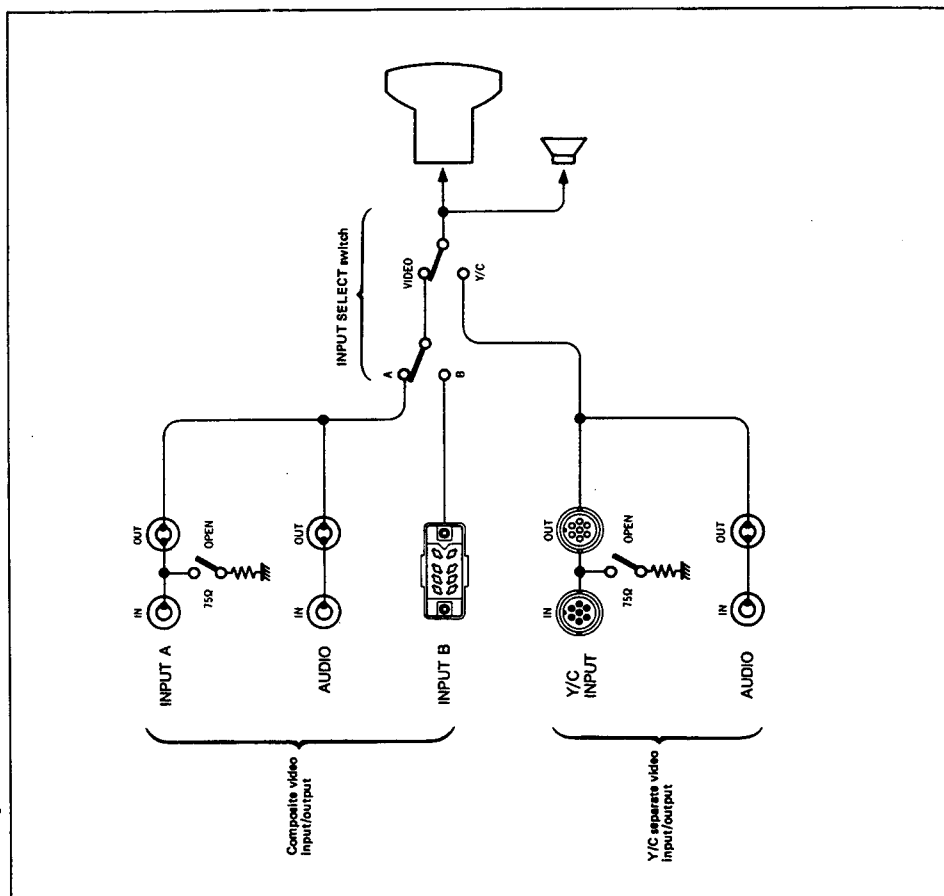 INPUT SELECT switch
VIDEO
Y/C
A
B
OUT
OPEN
75Ω
IN
INPUT A
OUT
IN
AUDIO
INPUT B
OUT
OPEN
75Ω
IN
Y/C
INPUT
OUT
IN
AUDIO
Composite video
input/output
Y/C separate video
input/output